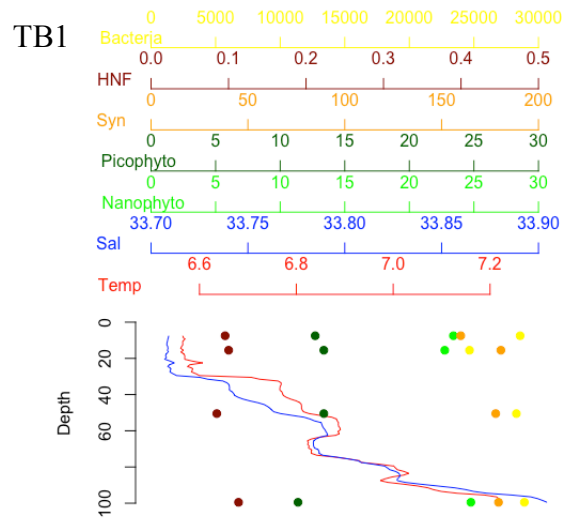 TB1
0 5000 10000 15000 20000 25000 30000
Bacteria
0.0 0.1 0.2 0.3 0.4 0.5
HNF
0 50 100 150 200
Syn
0 5 10 15 20 25 30
Picophyto
0 5 10 15 20 25 30
Nanophyto
33.70 33.75 33.80 33.85 33.90
Sal
6.6 6.8 7.0 7.2
Temp
0
20
40
60
100
Depth